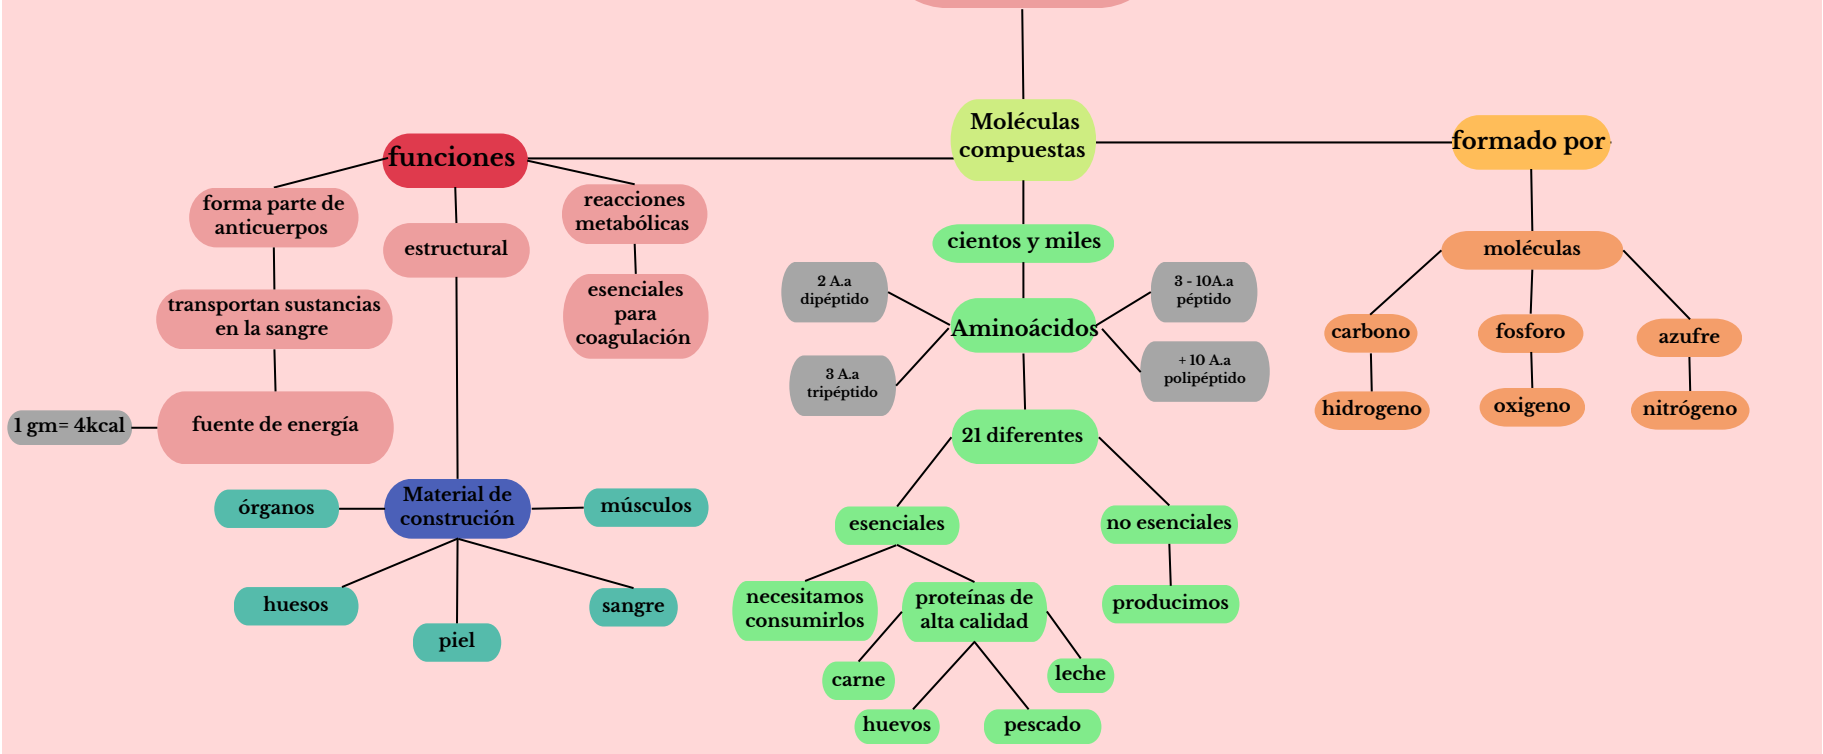 Moléculas
compuestas
funciones
formado por
forma parte de
anticuerpos
transportan sustancias
en la sangre
fuente de energía
1 gm= 4kcal
estructural
Material de
construción
órganos
músculos
huesos
piel
sangre
reacciones
metabólicas
esenciales
para
coagulación
cientos y miles
Aminoácidos
2 A.a
dipéptido
3 A.a
tripéptido
3 - 10A.a
péptido
+ 10 A.a
polipéptido
21 diferentes
esenciales
necesitamos
consumirlos
proteínas de
alta calidad
carne
huevos
pescado
leche
no esenciales
producimos
moléculas
carbono
hidrogeno
fosforo
oxigeno
azufre
nitrógeno